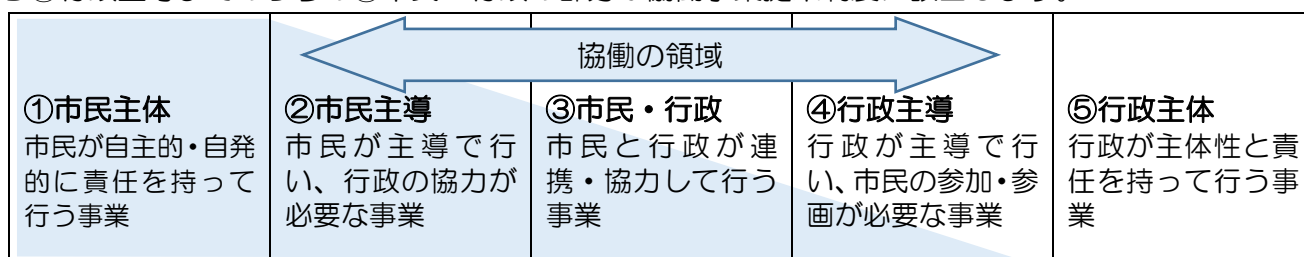 協働の領域
①市民主体
市民が自主的・自発
的に責任を持って
行う事業
②市民主導
市民が主導で行
い、行政の協力が
必要な事業
③市民・行政
市民と行政が連
携・協力して行う
事業
④行政主導
行政が主導で行
い、市民の参加・参
画が必要な事業
⑤行政主体
行政が主体性と責
任を持って行う事
業